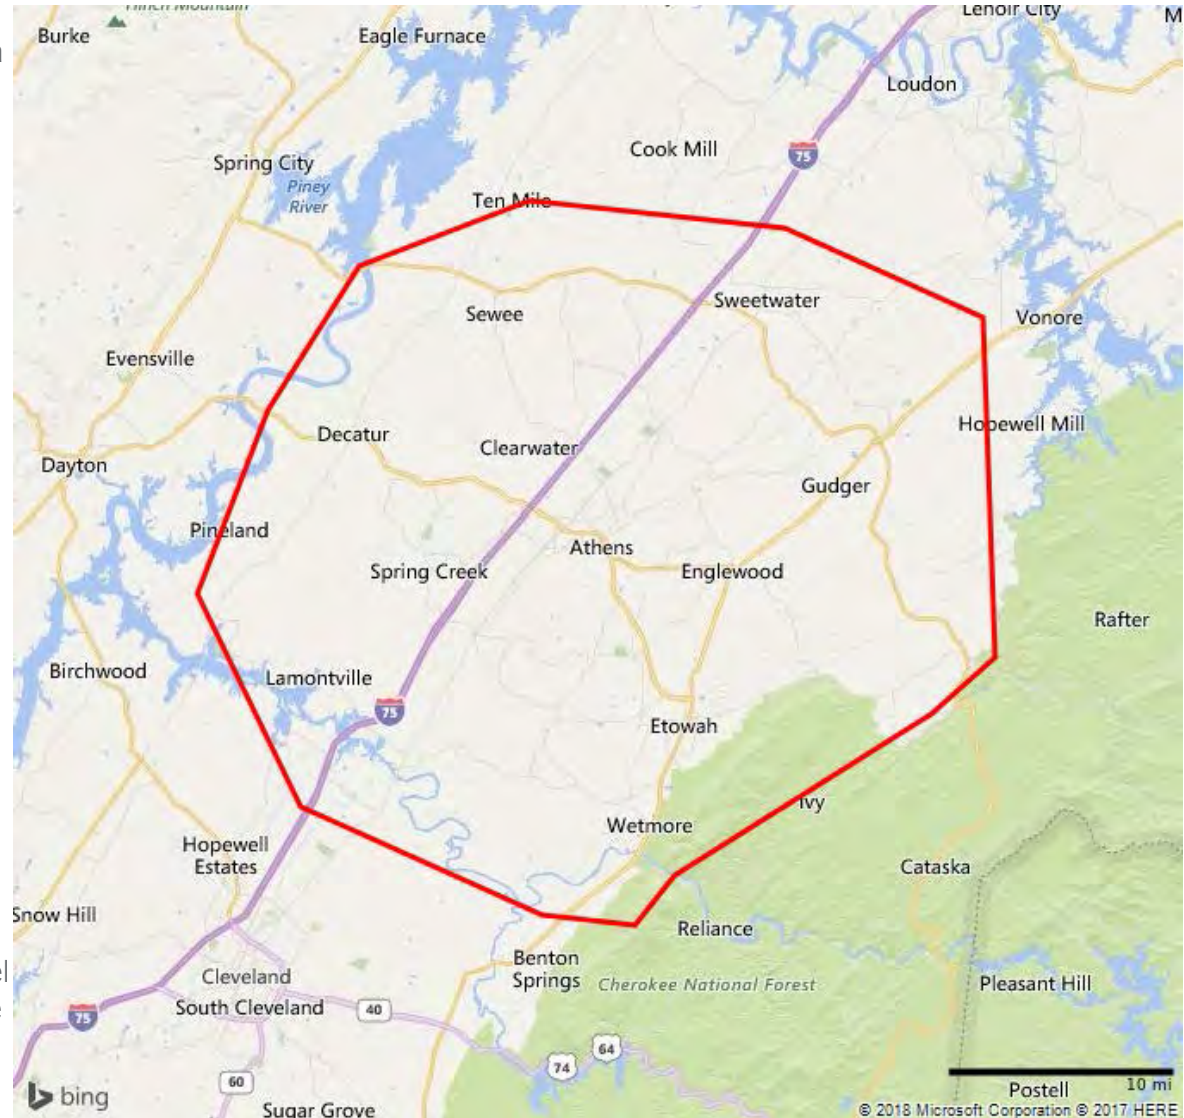 Hinch Mountain
Lenoir City
M
Burke
Eagle Furnace
Loudon
Cook Mill
75
Spring City
Piney
River
Ten Mile
Sweetwater
Sewee
Vonore
Evensville
Hopewell Mill
Decatur
Clearwater
Dayton
Gudger
Pineland
Athens
Spring Creek
Englewood
Rafter
Birchwood
Lamontville
75
Etowah
Ivy
Wetmore
Hopewell
Estates
Cataska
Snow Hill
Reliance
Benton
Springs
el
Cleveland
Cherokee National Forest
Pleasant Hill
South Cleveland
40
75
64
74
60
10 mi
Postell
bing
Sugar Grove
© 2018 Microsoft Corporation © 2017 HERE